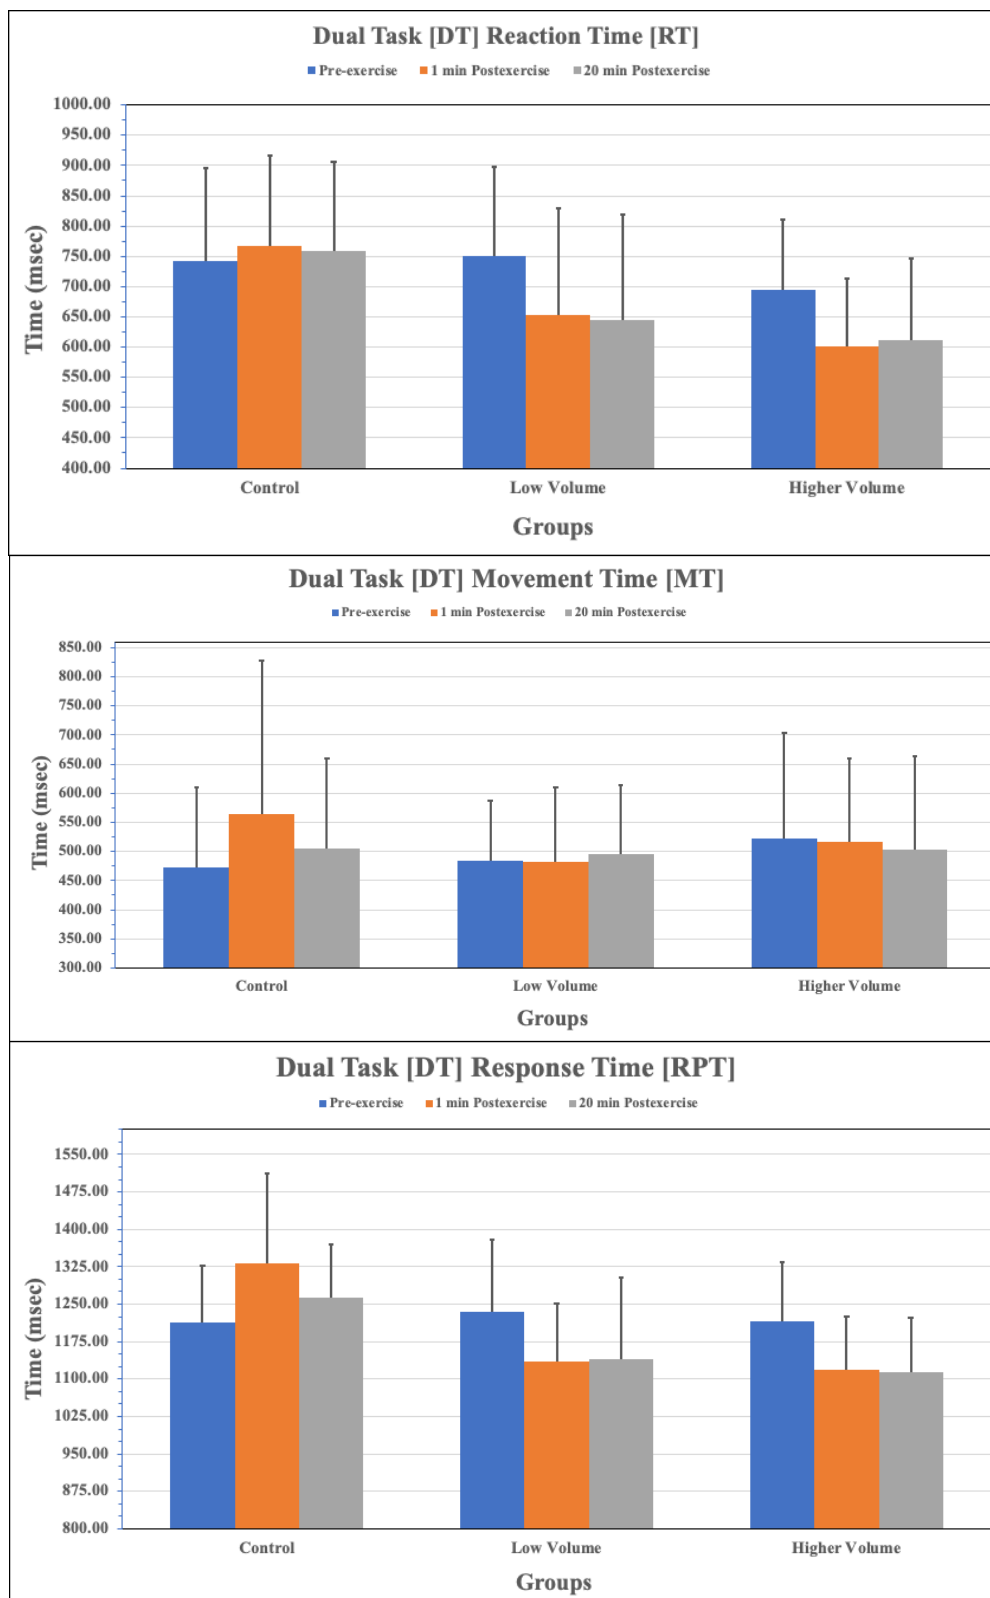 Dual Task [DT] Reaction Time [RT]
Pre-exercise 1 min Postexercise 20 min Postexercise
1000.00
950.00
900.00
850.00
800.00
750.00
700.00
650.00
600.00
550.00
500.00
450.00
400.00
Time (msec)
Control Low Volume Higher Volume
Groups
Dual Task [DT] Movement Time [MT]
Pre-exercise 1 min Postexercise 20 min Postexercise
850.00
800.00
750.00
700.00
650.00
600.00
550.00
500.00
450.00
400.00
350.00
300.00
Time (msec)
Control Low Volume Higher Volume
Groups
Dual Task [DT] Response Time [RPT]
Pre-exercise 1 min Postexercise 20 min Postexercise
1550.00
1475.00
1400.00
1325.00
1250.00
1175.00
1100.00
1025.00
950.00
875.00
800.00
Time (msec)
Control Low Volume Higher Volume
Groups